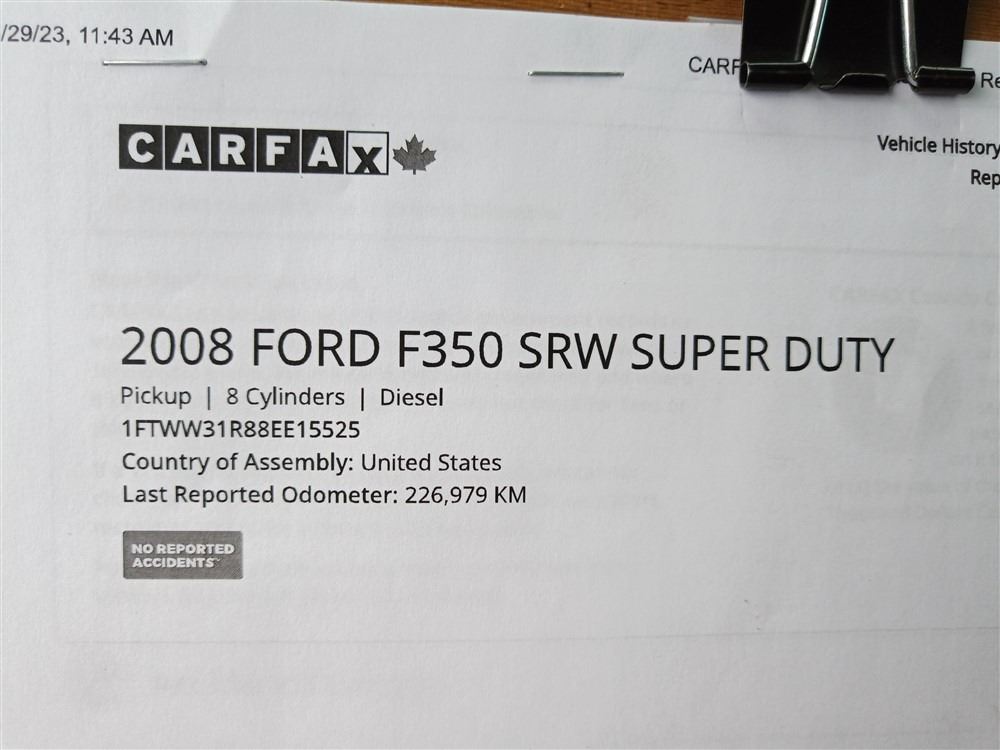 /29/23, 11:43 AM
CARF
Re
CARFAX
Vehicle History
Rep
2008 FORD F350 SRW SUPER DUTY
Pickup | 8 Cylinders | Diesel
1FTWW31R88EE15525
Country of Assembly: United States
Last Reported Odometer: 226,979 KM
NO REPORTED
ACCIDENTS™